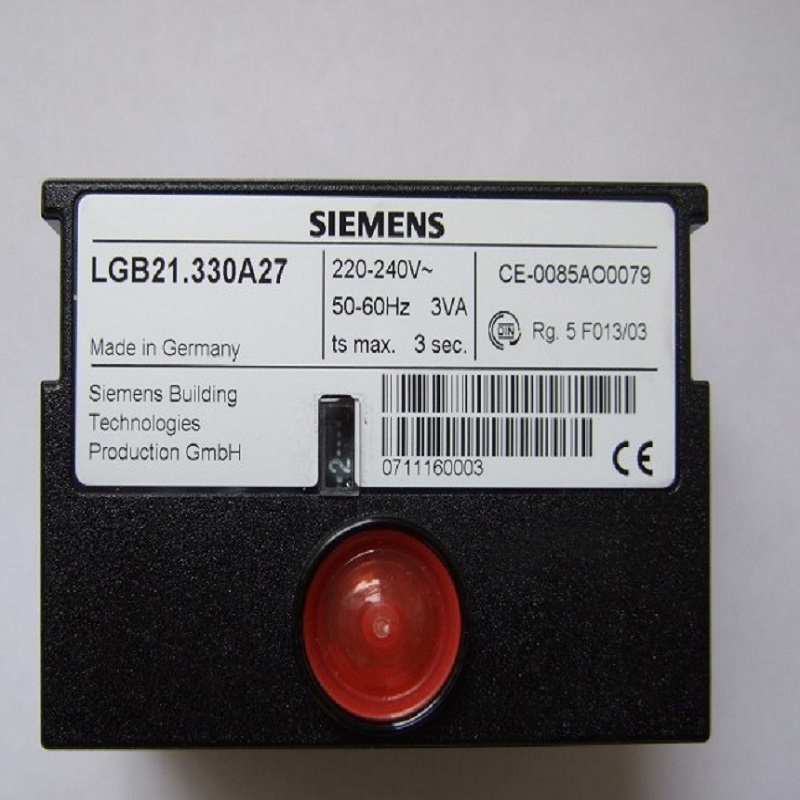 SIEMENS
LGB21.330A27
220-240V~
50-60Hz 3VA
ts max. 3 sec.
CE-0085AO0079
DIN Rg. 5 F013/03
Made in Germany
Siemens Building
Technologies
Production GmbH
0711160003
CE